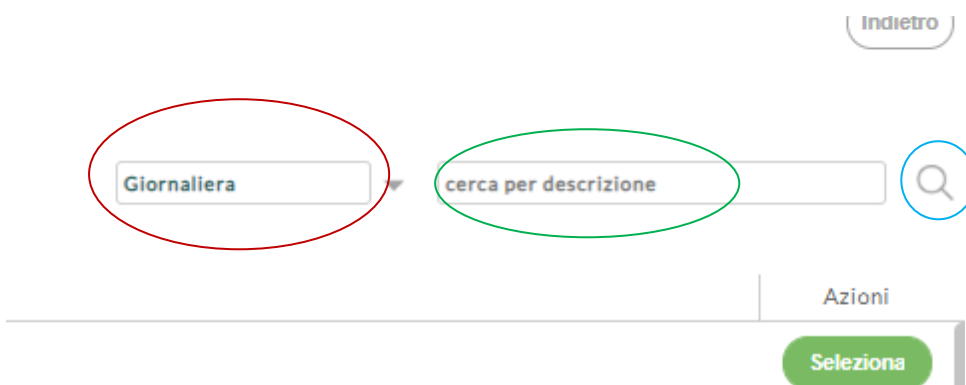 Indietro
Giornaliera
cerca per descrizione
Azioni
Seleziona